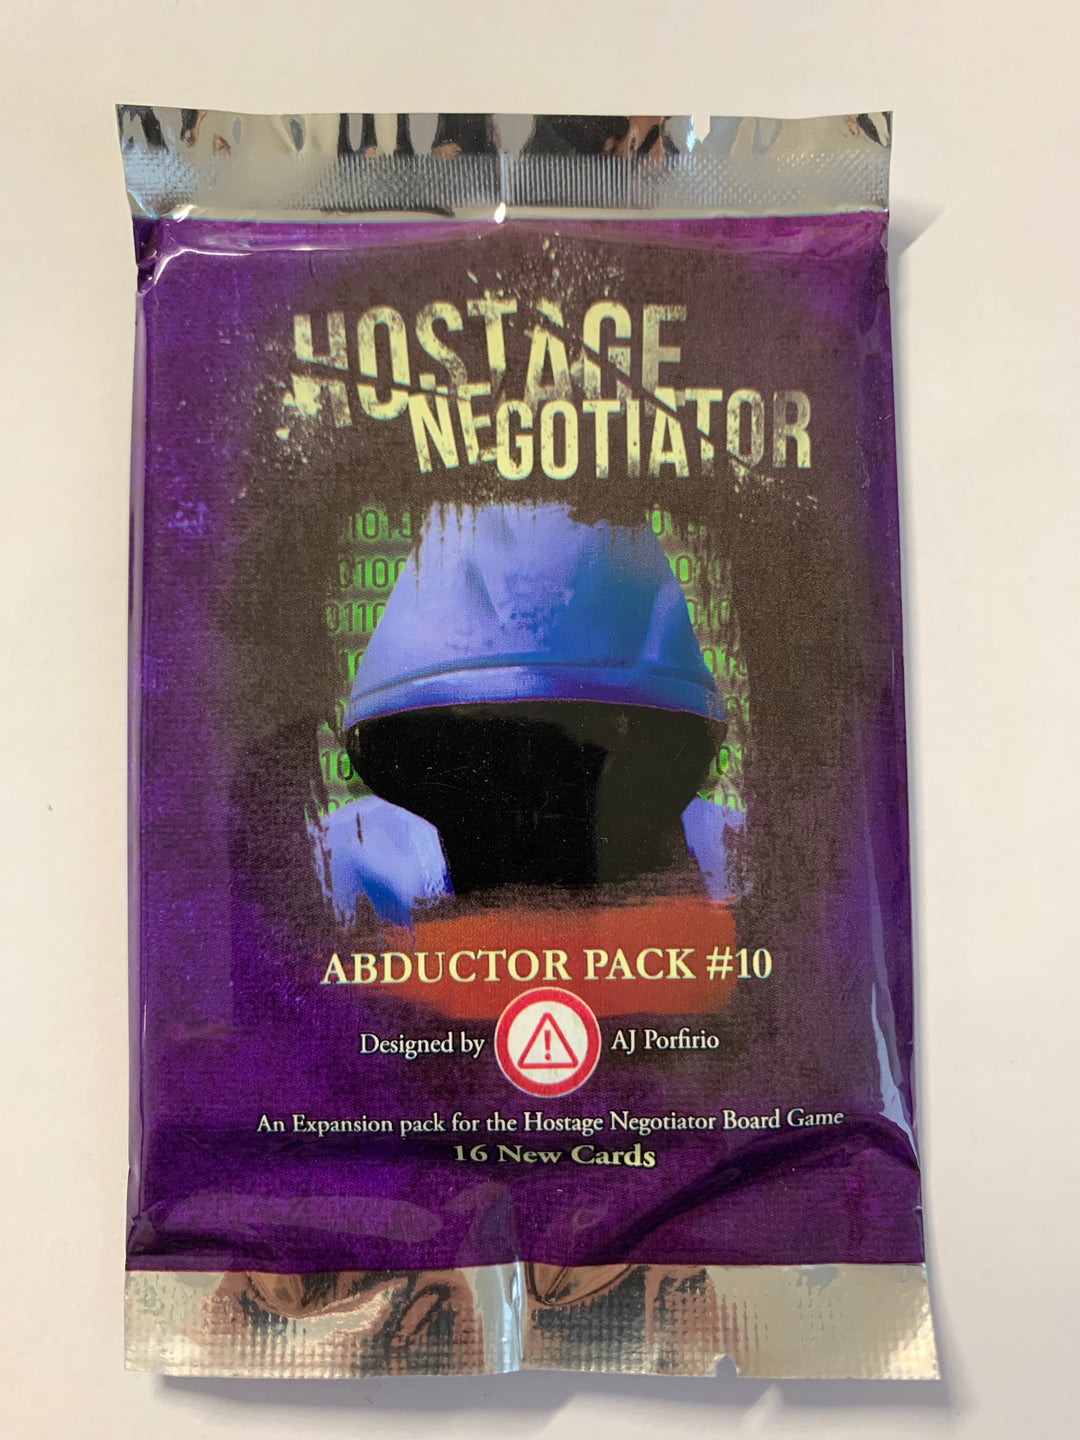 HOSTAGE
NEGOTIATOR
ABDUCTOR PACK #10
Designed by AJ Porfirio
An Expansion pack for the Hostage Negotiator Board Game
16 New Cards